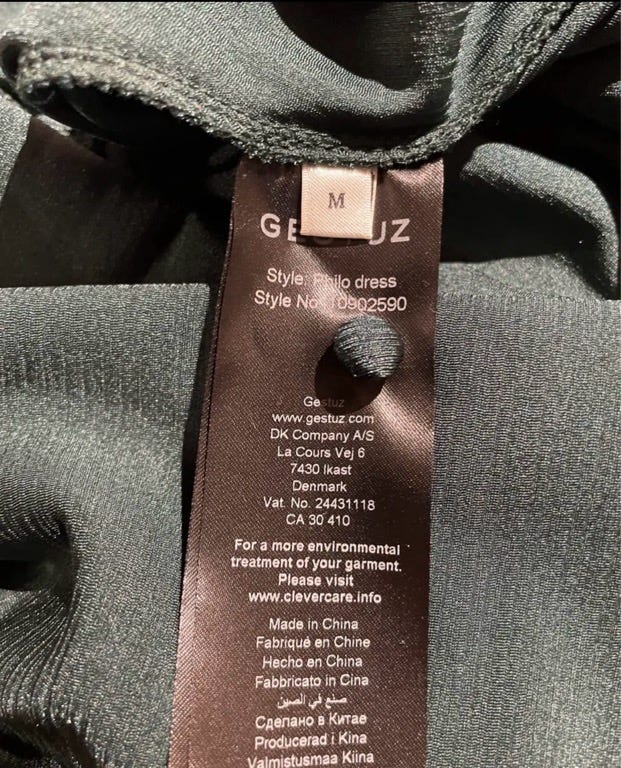 M
GESTUZ
Style: Philo dress
Style No. 10902590
Gestuz
www.gestuz.com
DK Company A/S
La Cours Vej 6
7430 Ikast
Denmark
Vat. No. 24431118
CA 30 410
For a more environmental
treatment of your garment.
Please visit
www.clevercare.info
Made in China
Fabriqué en Chine
Hecho en China
Fabbricato in Cina
صنع في الصين
Сделано в Китае
Producerad i Kina
Valmistusmaa Kiina